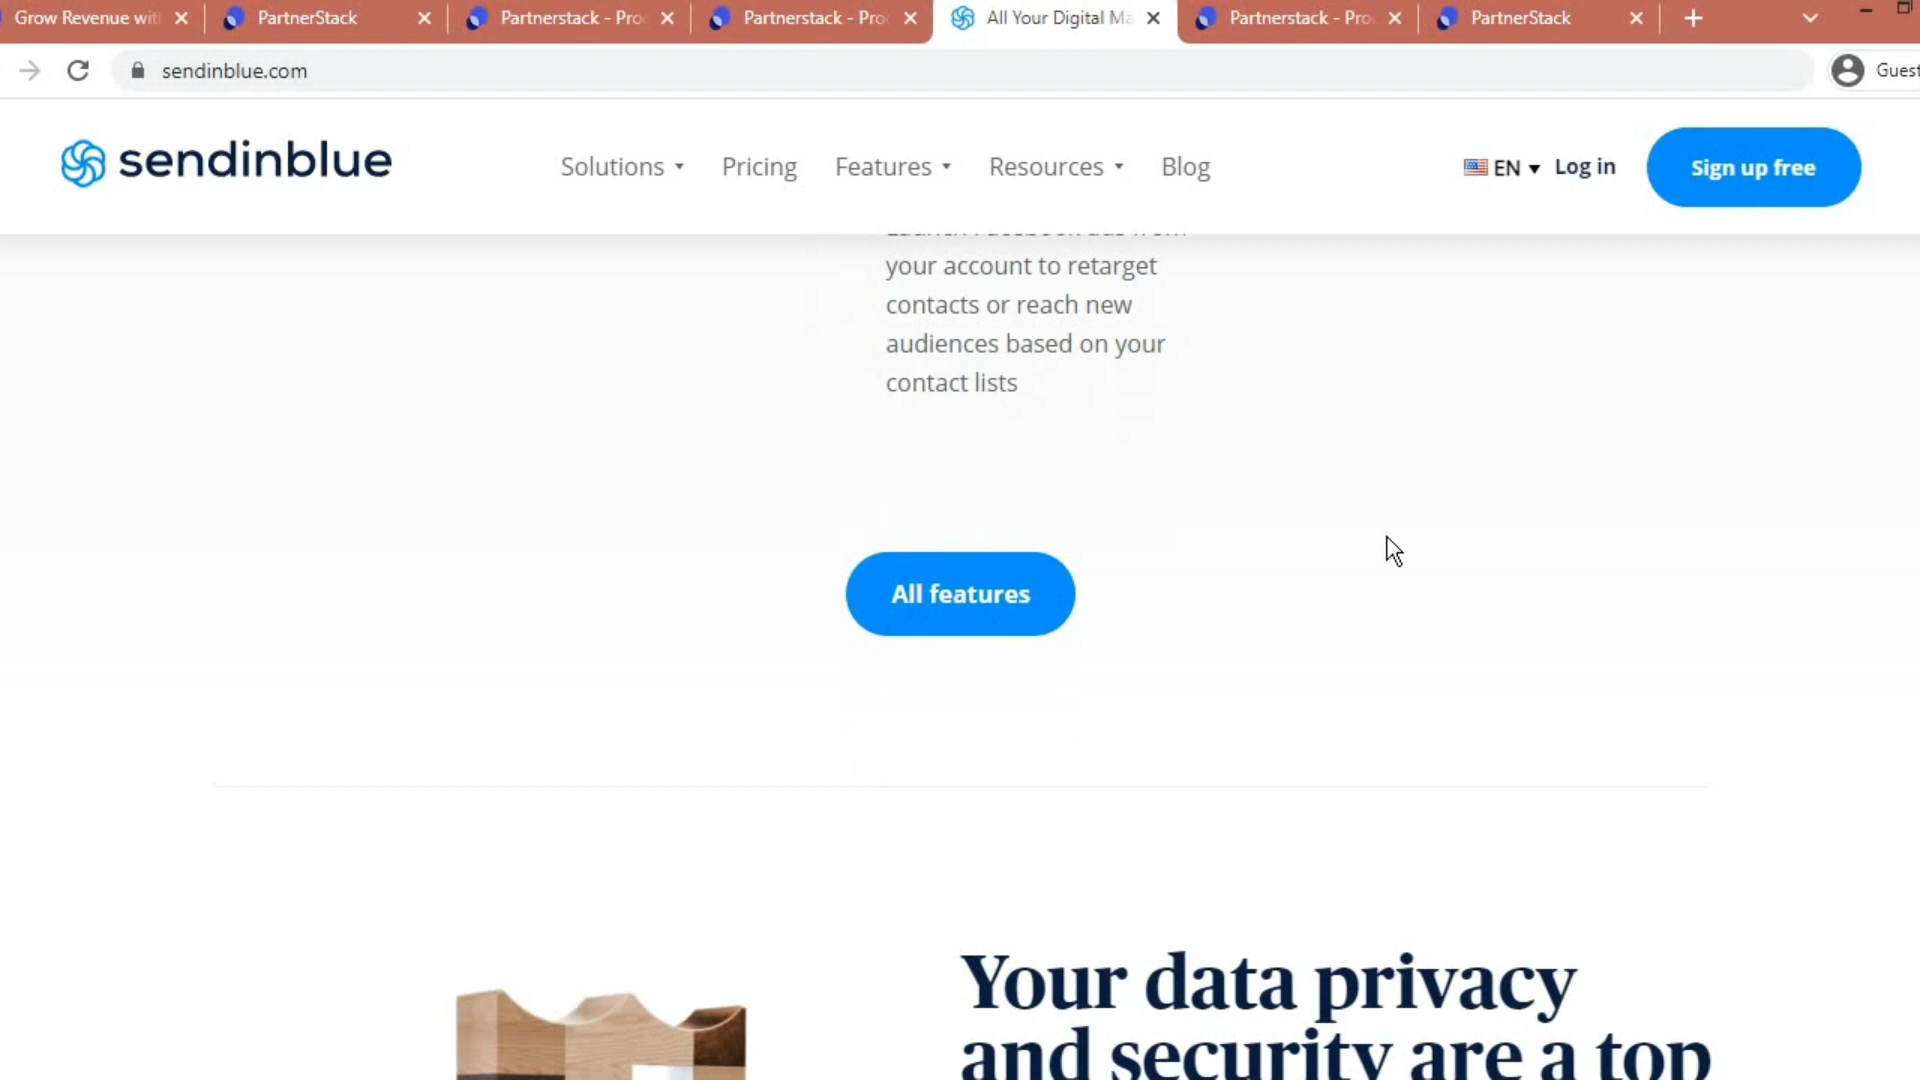 Grow Revenue wit
PartnerStack
Partnerstack - Pro
Partnerstack - Pro
All Your Digital Ma
Partnerstack - Pro
PartnerStack
sendinblue.com
Guest
sendinblue
Solutions
Pricing
Features
Resources
Blog
EN
Log in
Sign up free
your account to retarget
contacts or reach new
audiences based on your
contact lists
All features
Your data privacy
and security are a top